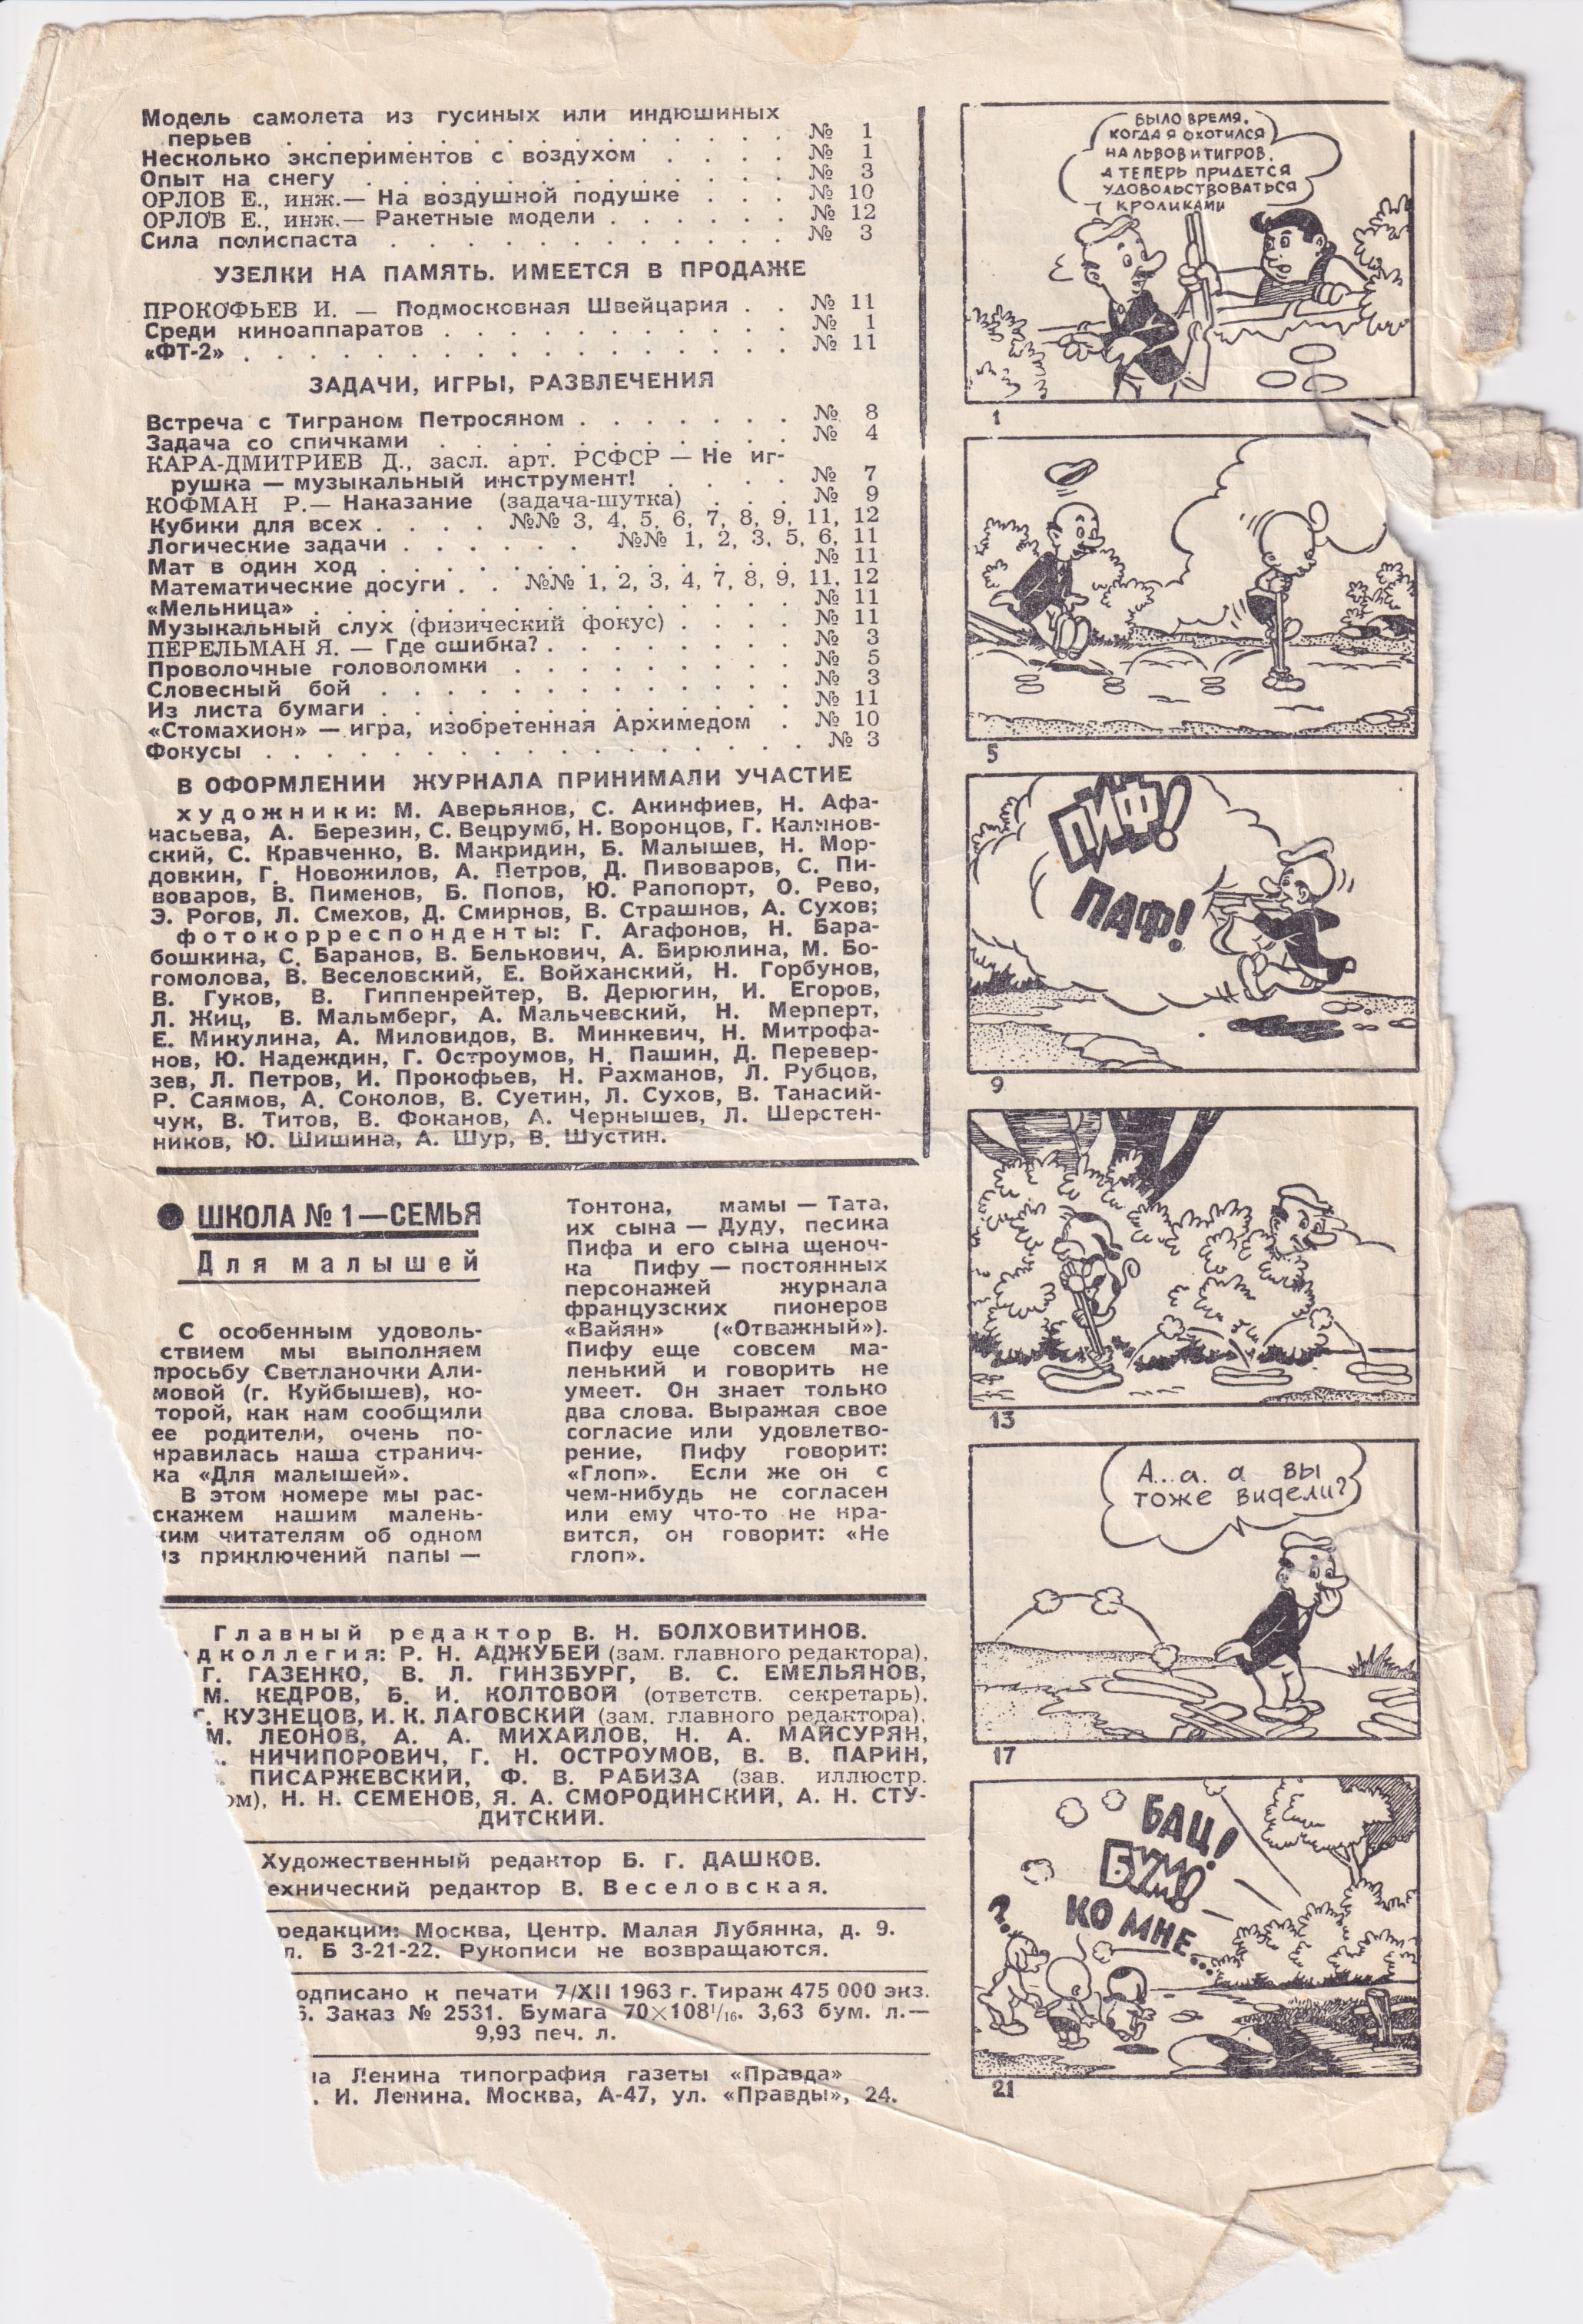 Модель самолета из гусиных или индюшиных
перьев . . . . . . . . . . . . . № 1
Несколько экспериментов с воздухом . . . . № 1
Опыт на снегу . . . . . . . . . . . № 3
ОРЛОВ Е., инж.— На воздушной подушке . . . № 10
ОРЛОВ Е., инж.— Ракетные модели . . . . . . № 12
Сила полиспаста . . . . . . . . . . . № 3
УЗЕЛКИ НА ПАМЯТЬ. ИМЕЕТСЯ В ПРОДАЖЕ
ПРОКОФЬЕВ И. — Подмосковная Швейцария . . № 11
Среди киноаппаратов . . . . . . . . . . № 1
«ФТ-2» . . . . . . . . . . . . . . № 11
ЗАДАЧИ, ИГРЫ, РАЗВЛЕЧЕНИЯ
Встреча с Тиграном Петросяном . . . . . . . № 8
Задача со спичками . . . . . . . . . . № 4
КАРА-ДМИТРИЕВ Д., засл. арт. РСФСР — Не иг-
рушка — музыкальный инструмент! . . . . № 7
КОФМАН Р.— Наказание (задача-шутка) . . . № 9
Кубики для всех . . . . №№ 3, 4, 5, 6, 7, 8, 9, 11, 12
Логические задачи . . . . . . №№ 1, 2, 3, 5, 6, 11
Мат в один ход . . . . . . . . . . . № 11
Математические досуги . . №№ 1, 2, 3, 4, 7, 8, 9, 11, 12
«Мельница» . . . . . . . . . . . . . № 11
Музыкальный слух (физический фокус) . . . . № 11
ПЕРЕЛЬМАН Я. — Где ошибка? . . . . . . . . № 3
Проволочные головоломки . . . . . . . . . № 5
Словесный бой . . . . . . . . . . . . № 3
Из листа бумаги . . . . . . . . . . . № 11
«Стомахион» — игра, изобретенная Архимедом . № 10
Фокусы . . . . . . . . . . . . . . № 3
В ОФОРМЛЕНИИ ЖУРНАЛА ПРИНИМАЛИ УЧАСТИЕ
художники: М. Аверьянов, С. Акинфиев, Н. Афа-
насьева, А. Березин, С. Вецрумб, Н. Воронцов, Г. Калинов-
ский, С. Кравченко, В. Макридин, Б. Малышев, Н. Мор-
довкин, Г. Новожилов, А. Петров, Д. Пивоваров, С. Пи-
воваров, В. Пименов, Б. Попов, Ю. Рапопорт, О. Рево,
Э. Рогов, Л. Смехов, Д. Смирнов, В. Страшнов, А. Сухов;
фотокорреспонденты: Г. Агафонов, Н. Бара-
бошкина, С. Баранов, В. Белькович, А. Бирюлина, М. Бо-
гомолова, В. Веселовский, Е. Войханский, Н. Горбунов,
В. Гуков, В. Гиппенрейтер, В. Дерюгин, И. Егоров,
Л. Жиц, В. Мальмберг, А. Мальчевский, Н. Мерперт,
Е. Микулина, А. Миловидов, В. Минкевич, Н. Митрофа-
нов, Ю. Надеждин, Г. Остроумов, Н. Пашин, Д. Перевер-
зев, Л. Петров, И. Прокофьев, Н. Рахманов, Л. Рубцов,
Р. Саямов, А. Соколов, В. Суетин, Л. Сухов, В. Танасий-
чук, В. Титов, В. Фоканов, А. Чернышев, Л. Шерстен-
ников, Ю. Шишина, А. Шур, В. Шустин.
ШКОЛА № 1—СЕМЬЯ
Для малышей
С особенным удоволь-
ствием мы выполняем
просьбу Светланочки Али-
мовой (г. Куйбышев), ко-
торой, как нам сообщили
ее родители, очень по-
нравилась наша странич-
ка «Для малышей».
В этом номере мы рас-
скажем нашим малень-
ким читателям об одном
из приключений папы —
Тонтона, мамы — Тата,
их сына — Дуду, песика
Пифа и его сына щеноч-
ка Пифу — постоянных
персонажей журнала
французских пионеров
«Вайян» («Отважный»).
Пифу еще совсем ма-
ленький и говорить не
умеет. Он знает только
два слова. Выражая свое
согласие или удовлетво-
рение, Пифу говорит:
«Глоп». Если же он с
чем-нибудь не согласен
или ему что-то не нра-
вится, он говорит: «Не
глоп».
Главный редактор В. Н. БОЛХОВИТИНОВ.
дколлегия: Р. Н. АДЖУБЕЙ (зам. главного редактора),
Г. ГАЗЕНКО, В. Л. ГИНЗБУРГ, В. С. ЕМЕЛЬЯНОВ,
М. КЕДРОВ, Б. И. КОЛТОВОЙ (ответств. секретарь),
Г. КУЗНЕЦОВ, И. К. ЛАГОВСКИЙ (зам. главного редактора),
М. ЛЕОНОВ, А. А. МИХАЙЛОВ, Н. А. МАЙСУРЯН,
. НИЧИПОРОВИЧ, Г. Н. ОСТРОУМОВ, В. В. ПАРИН,
ПИСАРЖЕВСКИЙ, Ф. В. РАБИЗА (зав. иллюстр.
ом), Н. Н. СЕМЕНОВ, Я. А. СМОРОДИНСКИЙ, А. Н. СТУ-
ДИТСКИЙ.
Художественный редактор Б. Г. ДАШКОВ.
ехнический редактор В. Веселовская.
редакции: Москва, Центр. Малая Лубянка, д. 9.
л. Б 3-21-22. Рукописи не возвращаются.
одписано к печати 7/XII 1963 г. Тираж 475 000 экз.
6. Заказ № 2531. Бумага 70×108¹/₁₆. 3,63 бум. л.—
9,93 печ. л.
на Ленина типография газеты «Правда»
. И. Ленина. Москва, А-47, ул. «Правды», 24.
БЫЛО ВРЕМЯ,
КОГДА Я ОХОТИЛСЯ
НА ЛЬВОВ И ТИГРОВ,
А ТЕПЕРЬ ПРИДЕТСЯ
УДОВОЛЬСТВОВАТЬСЯ
КРОЛИКАМИ
1
5
ПИФ!
ПАФ!
9
13
А... а. а вы
тоже видели?
17
БАЦ!
БУМ!
КО МНЕ...
?
21